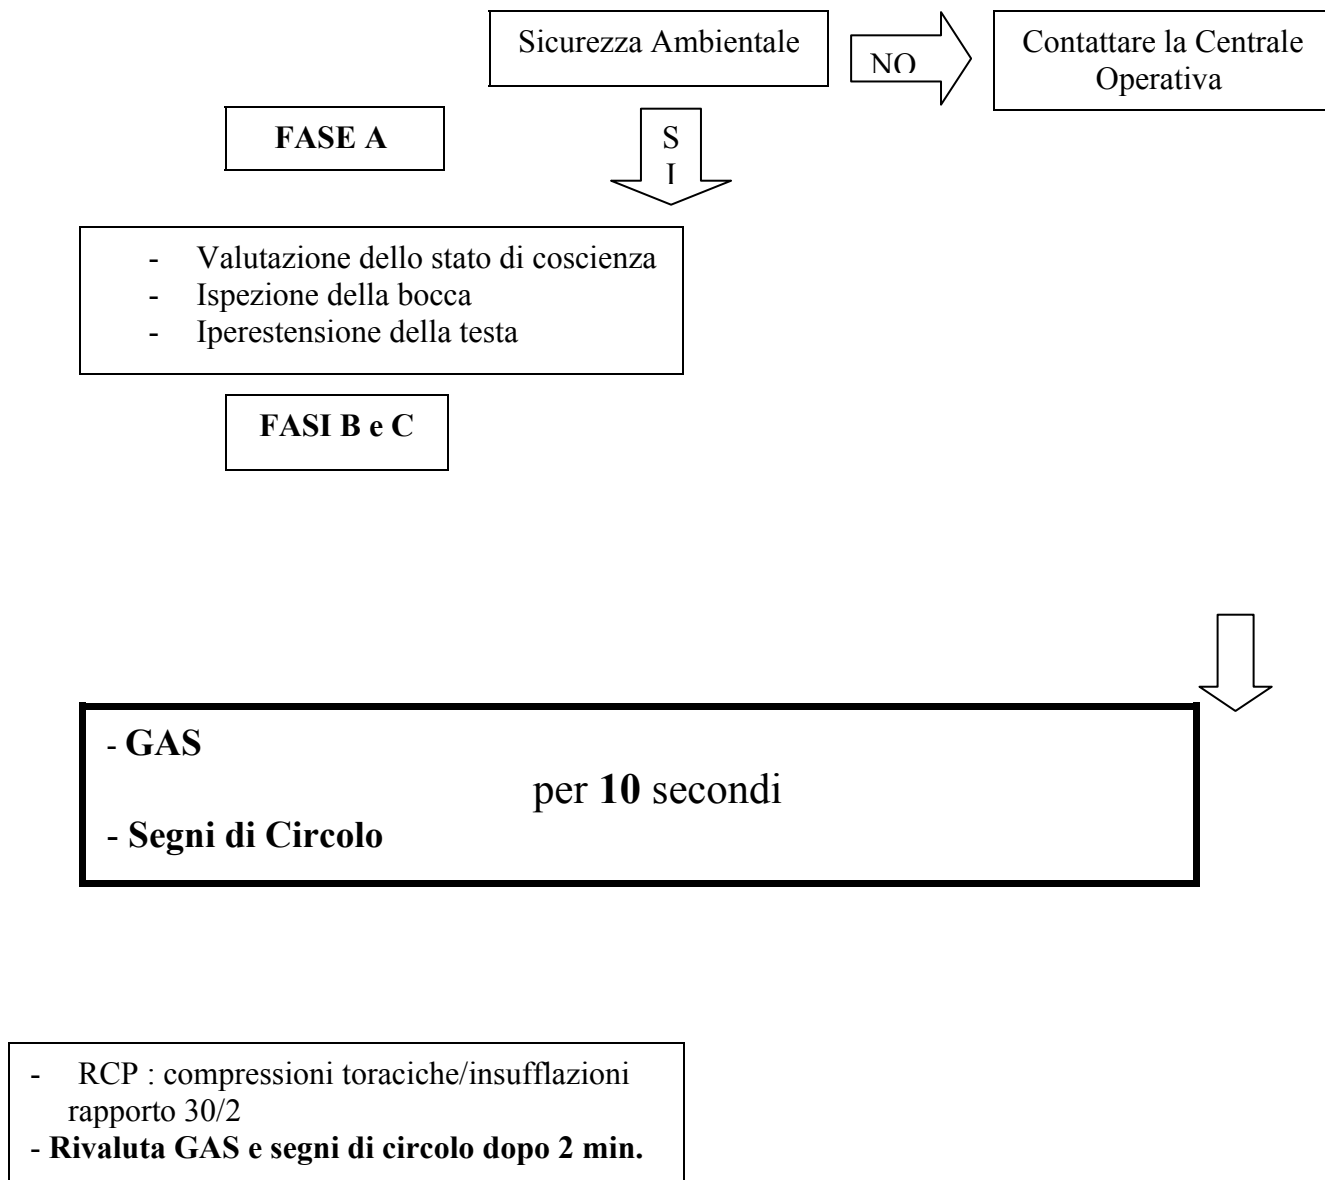 Sicurezza Ambientale
NO
Contattare la Centrale
Operativa
FASE A
S
I
- Valutazione dello stato di coscienza
- Ispezione della bocca
- Iperestensione della testa
FASI B e C
- GAS
per 10 secondi
- Segni di Circolo
- RCP : compressioni toraciche/insufflazioni
rapporto 30/2
- Rivaluta GAS e segni di circolo dopo 2 min.